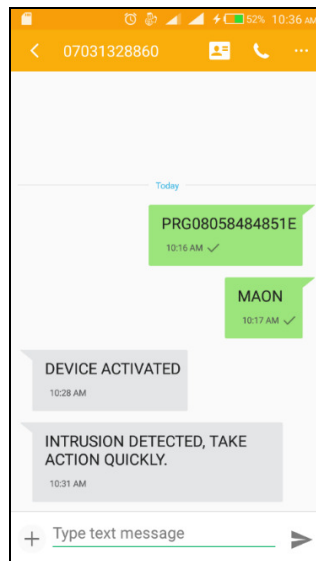 52% 10:36 AM
07031328860
Today
PRG08058484851E
10:16 AM
MAON
10:17 AM
DEVICE ACTIVATED
10:28 AM
INTRUSION DETECTED, TAKE
ACTION QUICKLY.
10:31 AM
Type text message